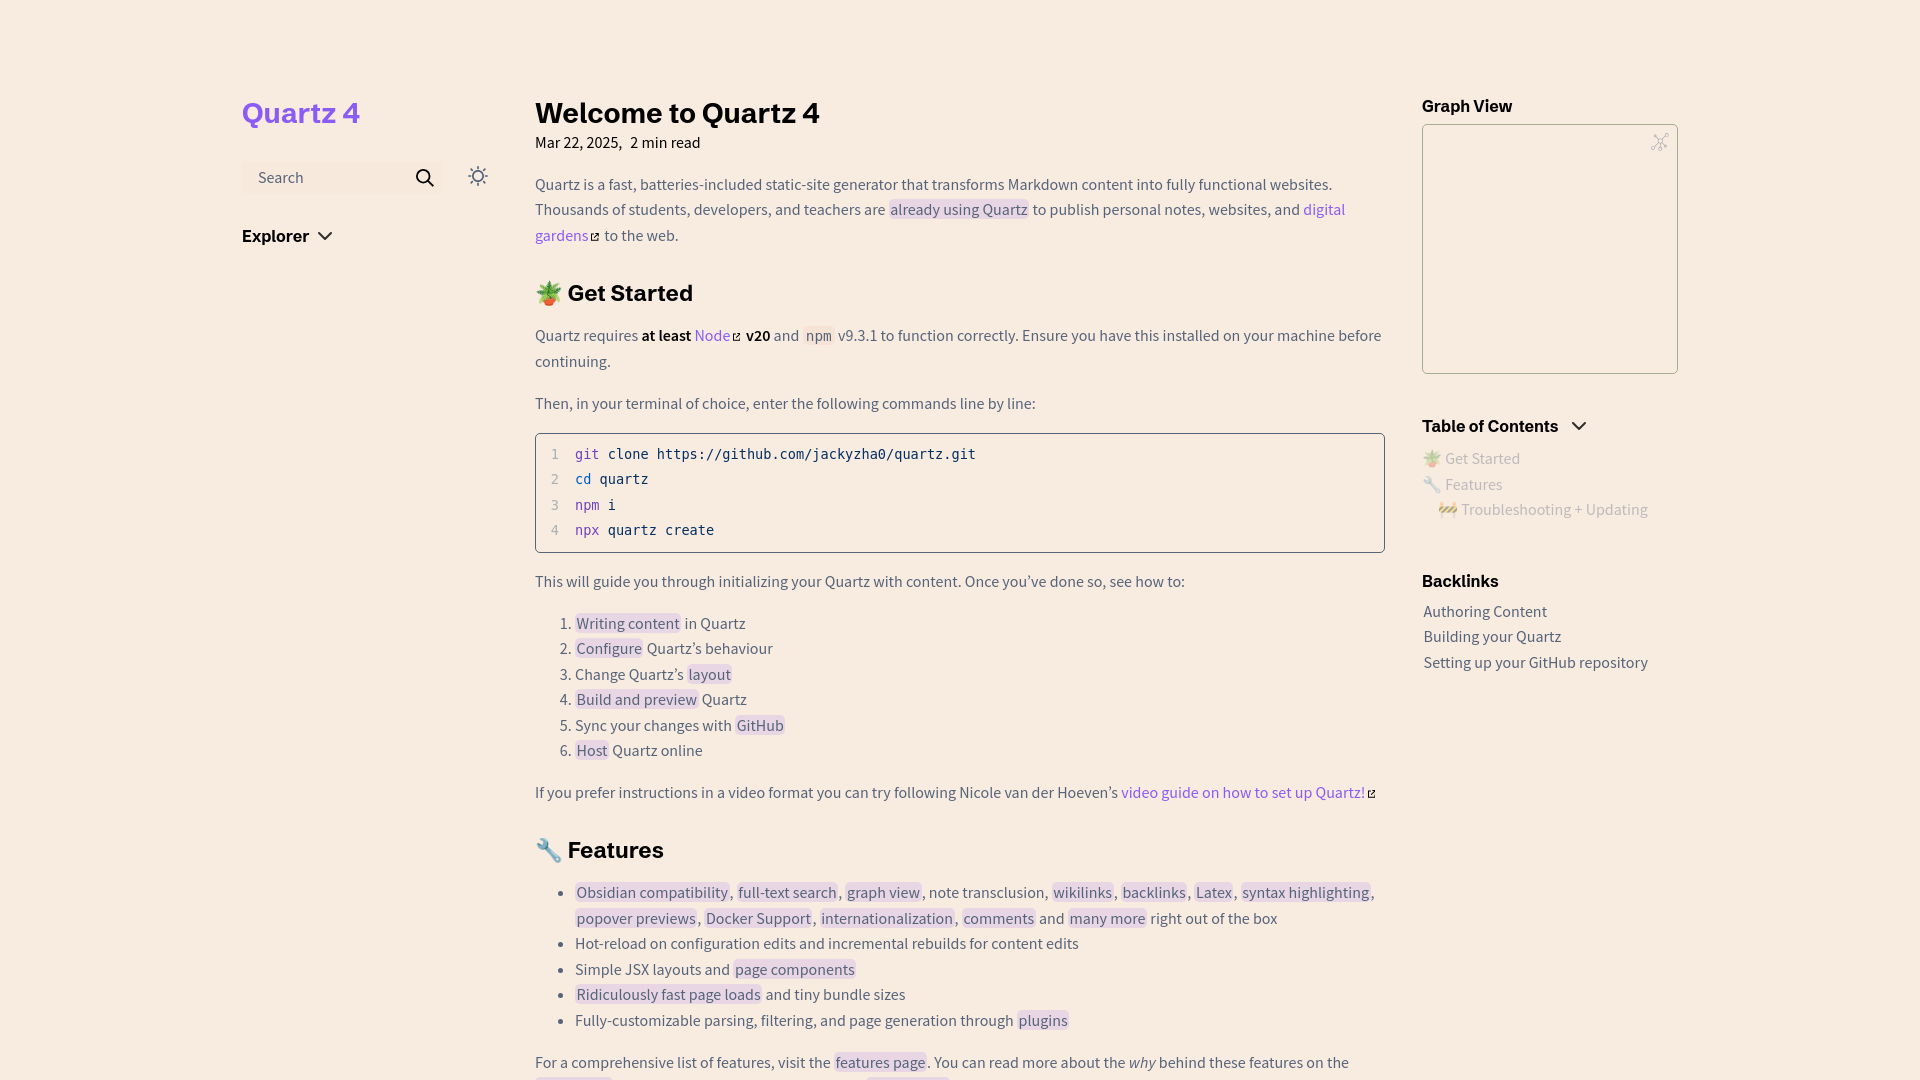 Quartz 4
Search
Explorer
Welcome to Quartz 4
Mar 22, 2025, 2 min read
Quartz is a fast, batteries-included static-site generator that transforms Markdown content into fully functional websites.
Thousands of students, developers, and teachers are already using Quartz to publish personal notes, websites, and digital
gardens to the web.
🪴 Get Started
Quartz requires at least Node v20 and npm v9.3.1 to function correctly. Ensure you have this installed on your machine before
continuing.
Then, in your terminal of choice, enter the following commands line by line:
1 git clone https://github.com/jackyzha0/quartz.git
2 cd quartz
3 npm i
4 npx quartz create
This will guide you through initializing your Quartz with content. Once you’ve done so, see how to:
1. Writing content in Quartz
2. Configure Quartz’s behaviour
3. Change Quartz’s layout
4. Build and preview Quartz
5. Sync your changes with GitHub
6. Host Quartz online
If you prefer instructions in a video format you can try following Nicole van der Hoeven’s video guide on how to set up Quartz!
🔧 Features
• Obsidian compatibility, full-text search, graph view, note transclusion, wikilinks, backlinks, Latex, syntax highlighting,
popover previews, Docker Support, internationalization, comments and many more right out of the box
• Hot-reload on configuration edits and incremental rebuilds for content edits
• Simple JSX layouts and page components
• Ridiculously fast page loads and tiny bundle sizes
• Fully-customizable parsing, filtering, and page generation through plugins
For a comprehensive list of features, visit the features page. You can read more about the why behind these features on the
Graph View
Table of Contents
🪴 Get Started
🔧 Features
🚧 Troubleshooting + Updating
Backlinks
Authoring Content
Building your Quartz
Setting up your GitHub repository